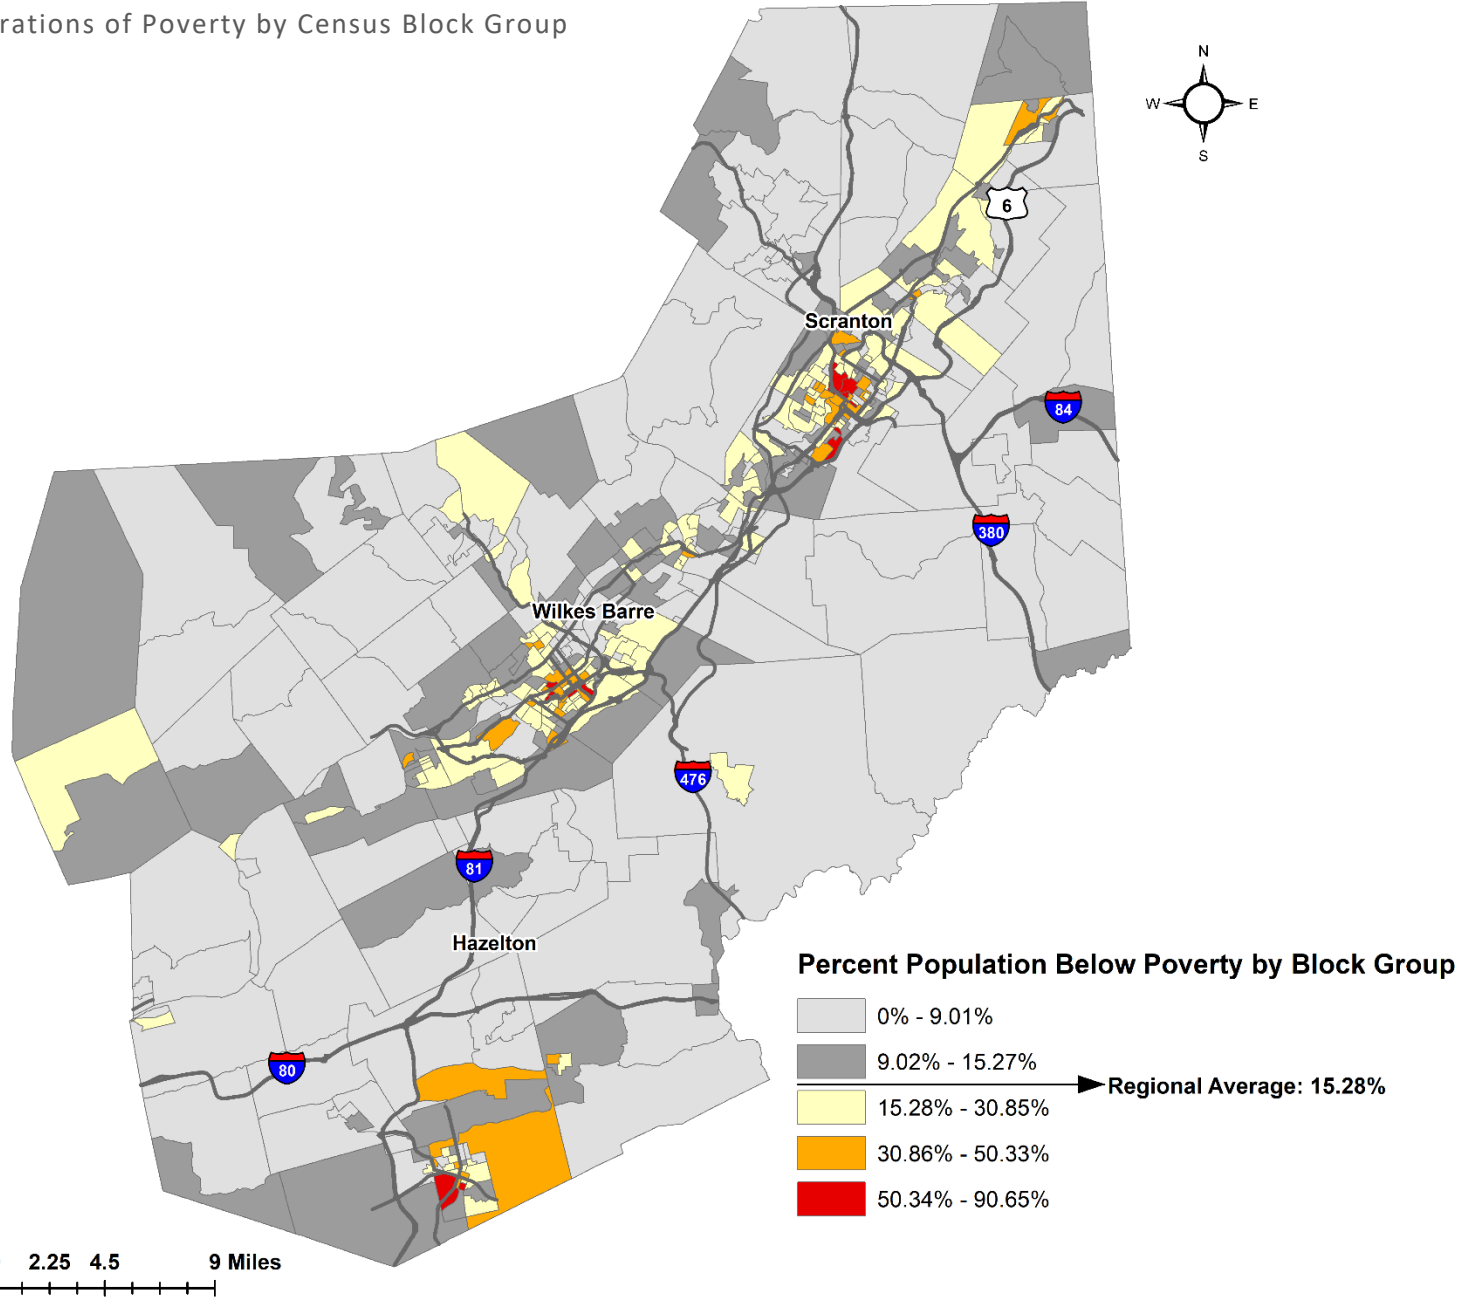 rations of Poverty by Census Block Group
N
W E
S
6
Scranton
84
380
Wilkes Barre
476
81
Hazelton
80
Percent Population Below Poverty by Block Group
0% - 9.01%
9.02% - 15.27%
Regional Average: 15.28%
15.28% - 30.85%
30.86% - 50.33%
50.34% - 90.65%
2.25 4.5 9 Miles